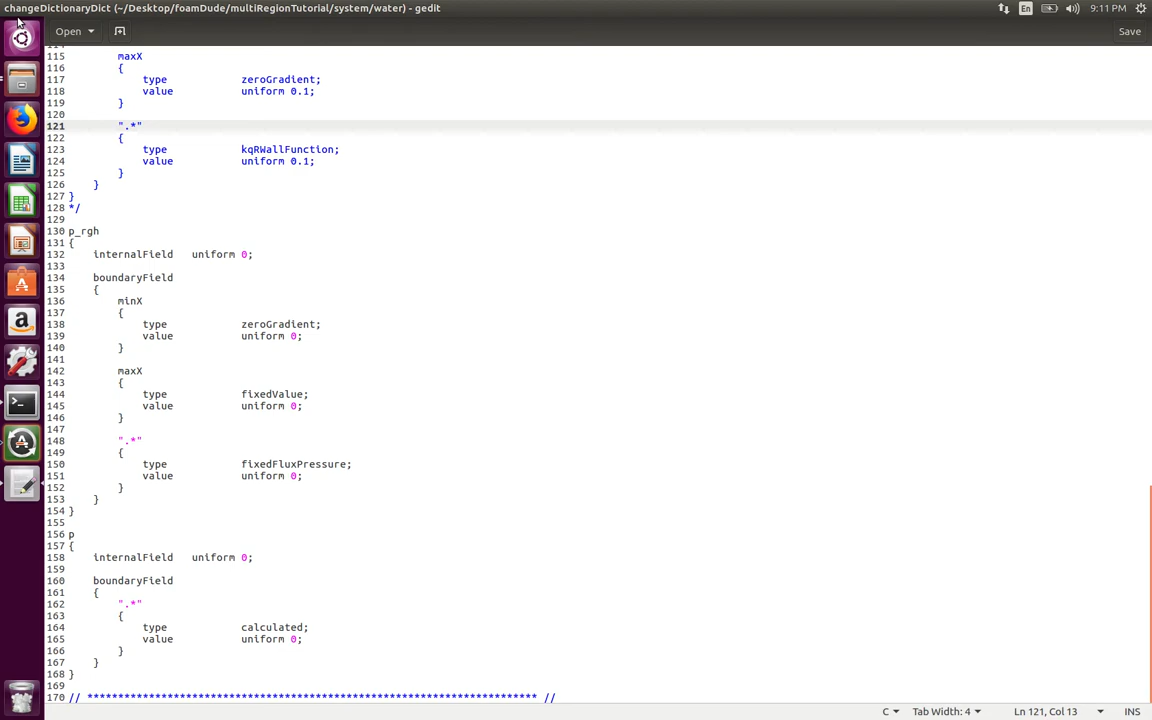 changeDictionaryDict (~/Desktop/foamDude/multiRegionTutorial/system/water) - gedit
En
9:11 PM
Open
Save
115 maxX
116 {
117 type zeroGradient;
118 value uniform 0.1;
119 }
120
121 ".*"
122 {
123 type kqRWallFunction;
124 value uniform 0.1;
125 }
126 }
127 }
128 */
129
130 p_rgh
131 {
132 internalField uniform 0;
133
134 boundaryField
135 {
136 minX
137 {
138 type zeroGradient;
139 value uniform 0;
140 }
141
142 maxX
143 {
144 type fixedValue;
145 value uniform 0;
146 }
147
148 ".*"
149 {
150 type fixedFluxPressure;
151 value uniform 0;
152 }
153 }
154 }
155
156 p
157 {
158 internalField uniform 0;
159
160 boundaryField
161 {
162 ".*"
163 {
164 type calculated;
165 value uniform 0;
166 }
167 }
168 }
169
170 // ************************************************************************* //
C
Tab Width: 4
Ln 121, Col 13
INS